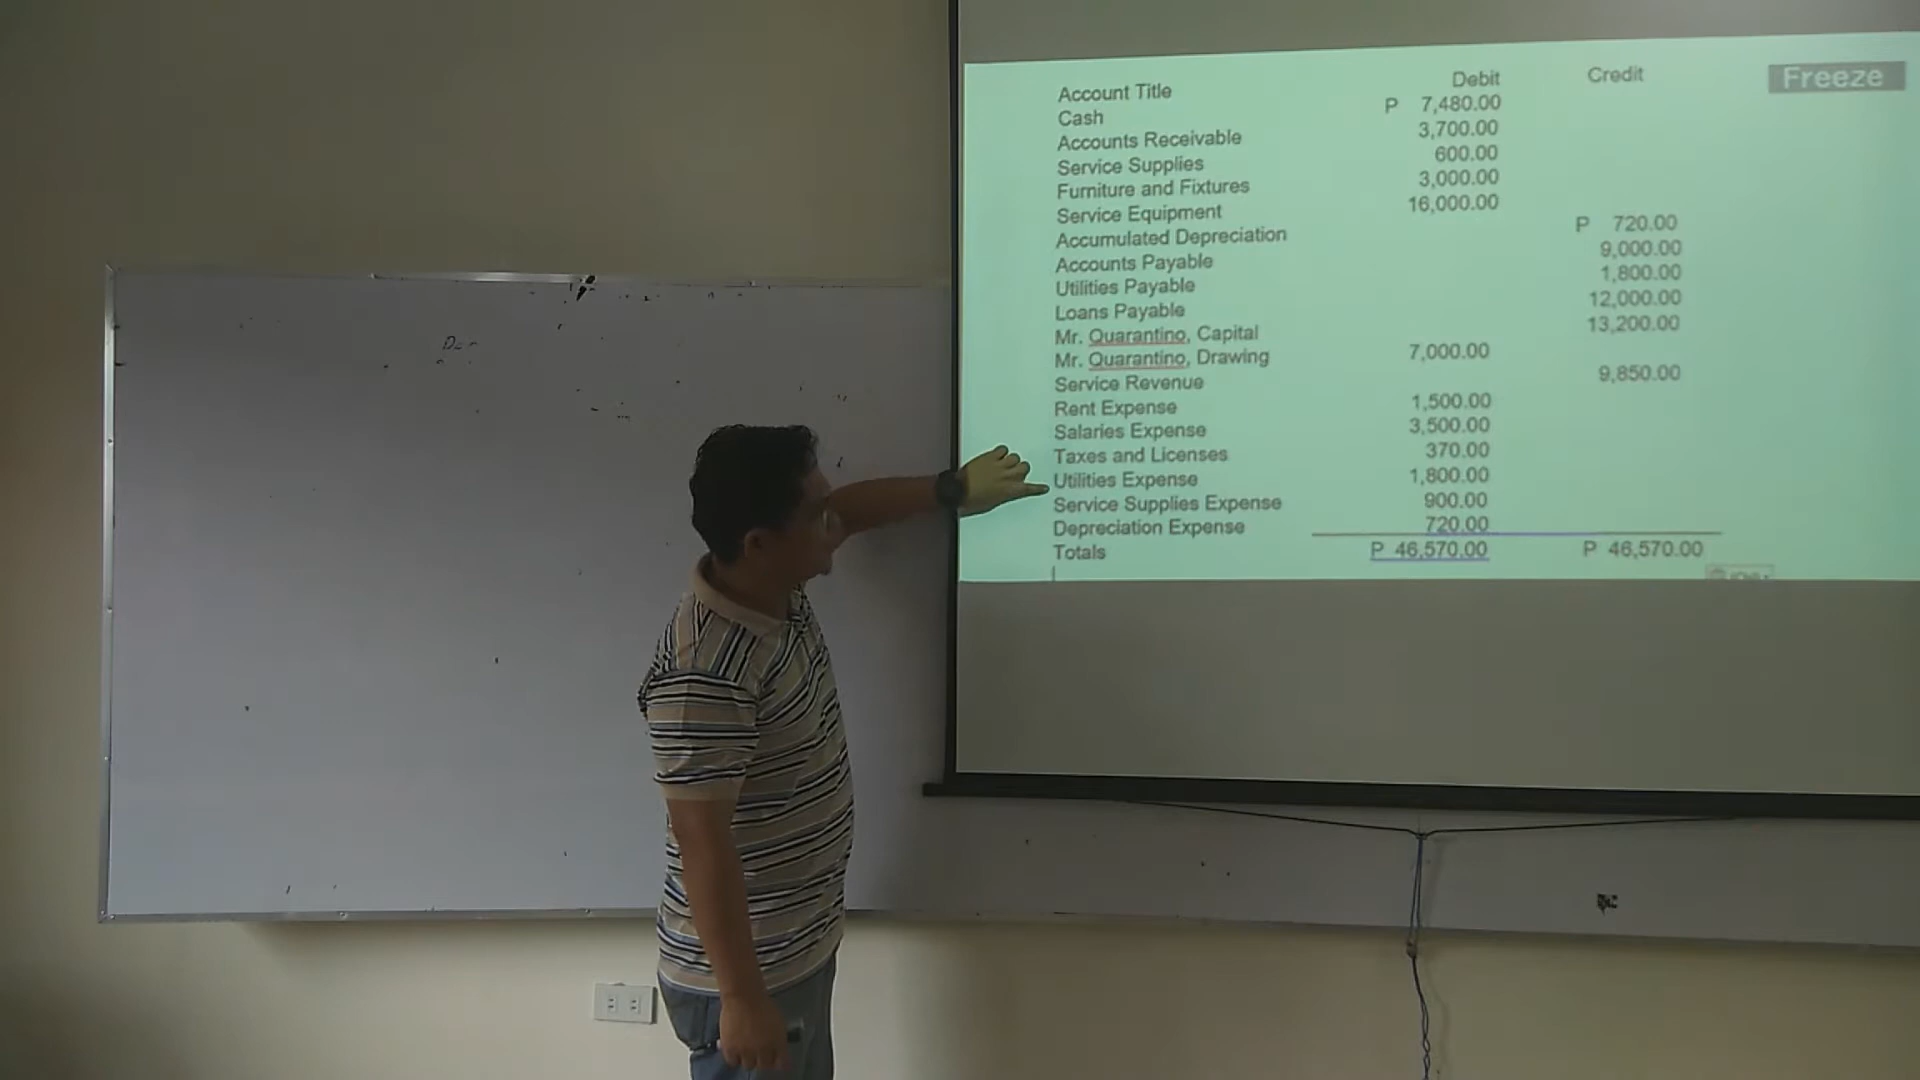 Account Title Debit Credit Freeze
Cash P 7,480.00
Accounts Receivable 3,700.00
Service Supplies 600.00
Furniture and Fixtures 3,000.00
Service Equipment 16,000.00
Accumulated Depreciation P 720.00
Accounts Payable 9,000.00
Utilities Payable 1,800.00
Loans Payable 12,000.00
Mr. Quarantino, Capital 13,200.00
Mr. Quarantino, Drawing 7,000.00
Service Revenue 9,850.00
Rent Expense 1,500.00
Salaries Expense 3,500.00
Taxes and Licenses 370.00
Utilities Expense 1,800.00
Service Supplies Expense 900.00
Depreciation Expense 720.00
Totals P 46,570.00 P 46,570.00